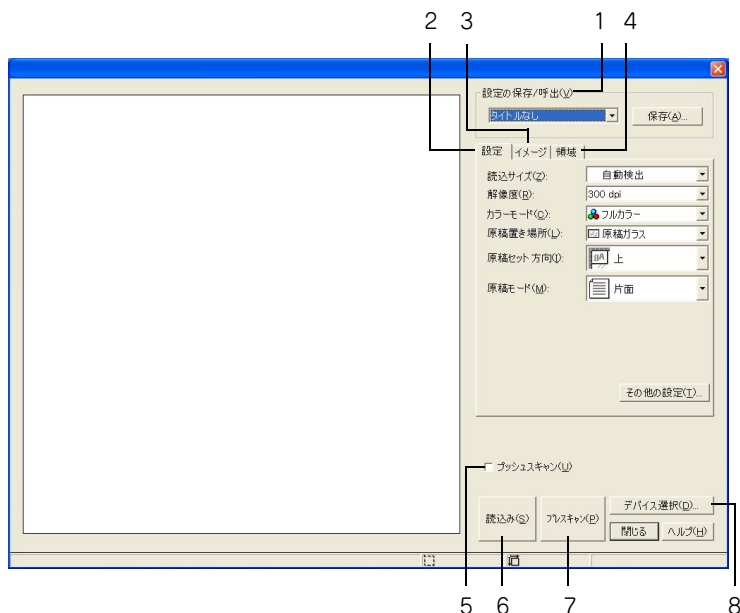 2 3 1 4
設定の保存/呼出(V)
タイトルなし 保存(A)...
設定 イメージ 領域
読込サイズ(Z): 自動検出
解像度(R): 300 dpi
カラーモード(C): フルカラー
原稿置き場所(L): 原稿ガラス
原稿セット方向(I): 上
原稿モード(M): 片面
その他の設定(T)...
プッシュスキャン(U)
デバイス選択(D)...
読込み(S) プレスキャン(P)
閉じる ヘルプ(H)
5 6 7 8